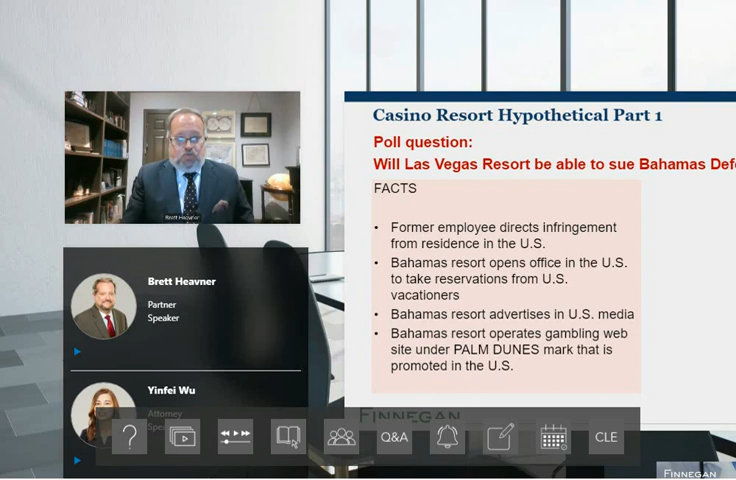 Casino Resort Hypothetical Part 1
Poll question:
Will Las Vegas Resort be able to sue Bahamas
FACTS
• Former employee directs infringement
from residence in the U.S.
• Bahamas resort opens office in the U.S.
to take reservations from U.S.
vacationers
• Bahamas resort advertises in U.S. media
• Bahamas resort operates gambling web
site under PALM DUNES mark that is
promoted in the U.S.
FINNEGAN
Brett Heavner
Brett Heavner
Partner
Speaker
Yinfei Wu
Attorney
?
Q&A
CLE
FINNEGAN